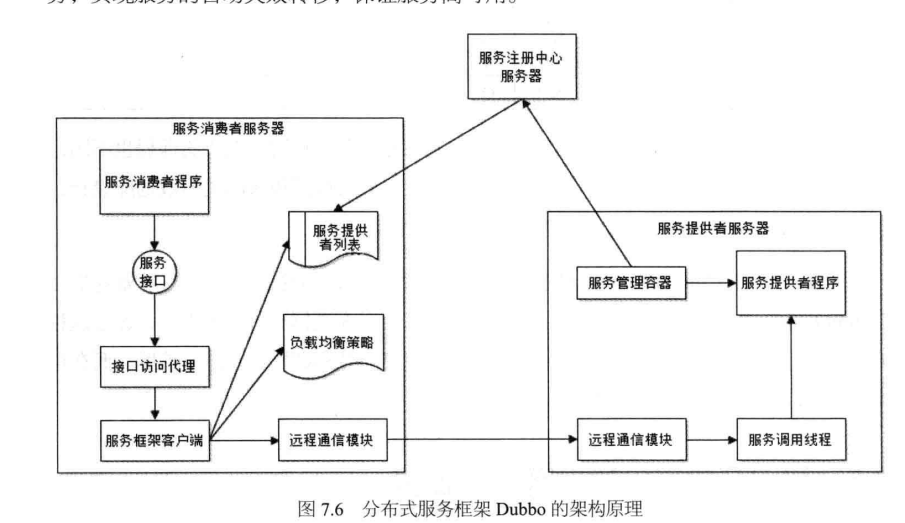 务，实现服务的自动失效转移，保证服务高可用。
服务注册中心
服务器
服务消费者服务器
服务消费者程序
服务
接口
接口访问代理
服务框架客户端
服务提供
者列表
负载均衡策略
远程通信模块
服务提供者服务器
服务管理容器
服务提供者程序
远程通信模块
服务调用线程
图 7.6 分布式服务框架 Dubbo 的架构原理